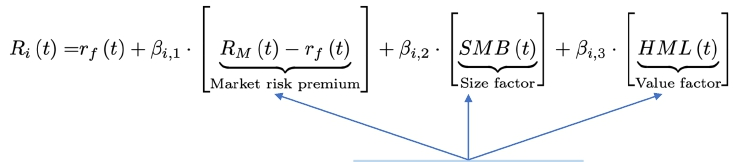 R_i (t) =r_f (t) + β_{i,1} · [R_M (t) − r_f (t)] + β_{i,2} · [SMB (t)] + β_{i,3} · [HML (t)]
Market risk premium Size factor Value factor